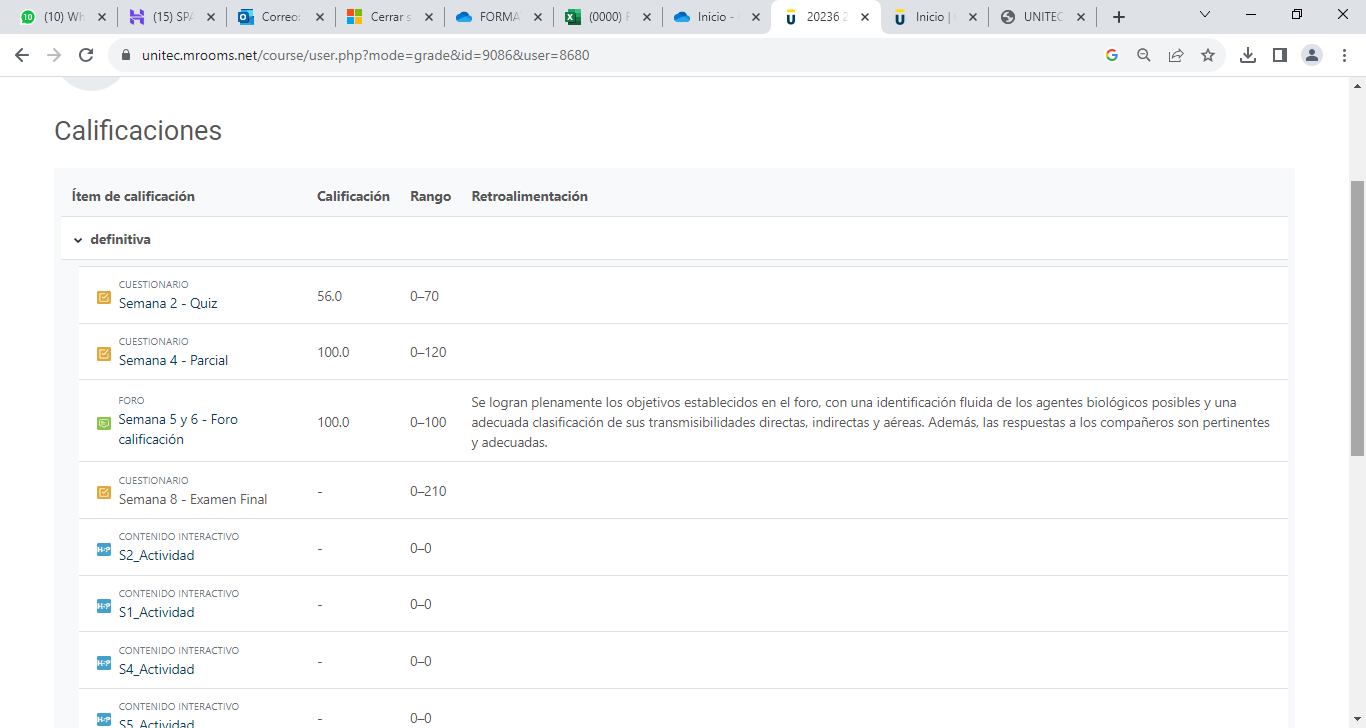 (10) Wh
(15) SPA
Correo:
Cerrar s
FORMA
(0000) F
Inicio -
20236 2
Inicio |
UNITEC
unitec.mrooms.net/course/user.php?mode=grade&id=9086&user=8680
Calificaciones
Ítem de calificación Calificación Rango Retroalimentación
definitiva
CUESTIONARIO
Semana 2 - Quiz 56.0 0–70
CUESTIONARIO
Semana 4 - Parcial 100.0 0–120
FORO
Semana 5 y 6 - Foro
calificación 100.0 0–100
Se logran plenamente los objetivos establecidos en el foro, con una identificación fluida de los agentes biológicos posibles y una
adecuada clasificación de sus transmisibilidades directas, indirectas y aéreas. Además, las respuestas a los compañeros son pertinentes
y adecuadas.
CUESTIONARIO
Semana 8 - Examen Final - 0–210
CONTENIDO INTERACTIVO
S2_Actividad - 0–0
CONTENIDO INTERACTIVO
S1_Actividad - 0–0
CONTENIDO INTERACTIVO
S4_Actividad - 0–0
CONTENIDO INTERACTIVO
S5_Actividad - 0–0